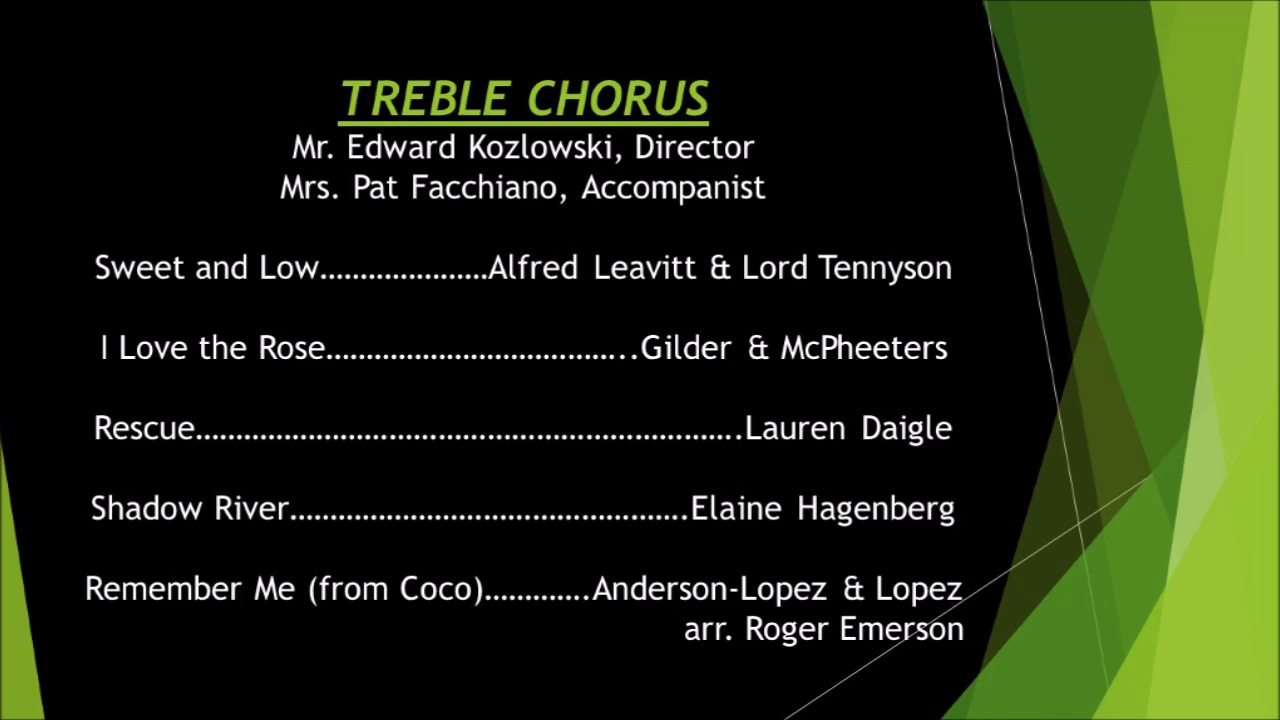 TREBLE CHORUS
Mr. Edward Kozlowski, Director
Mrs. Pat Facchiano, Accompanist
Sweet and Low…………………Alfred Leavitt & Lord Tennyson
I Love the Rose………………………………...Gilder & McPheeters
Rescue…………………………………………………………….Lauren Daigle
Shadow River…………………………………………….Elaine Hagenberg
Remember Me (from Coco)………….Anderson-Lopez & Lopez
arr. Roger Emerson